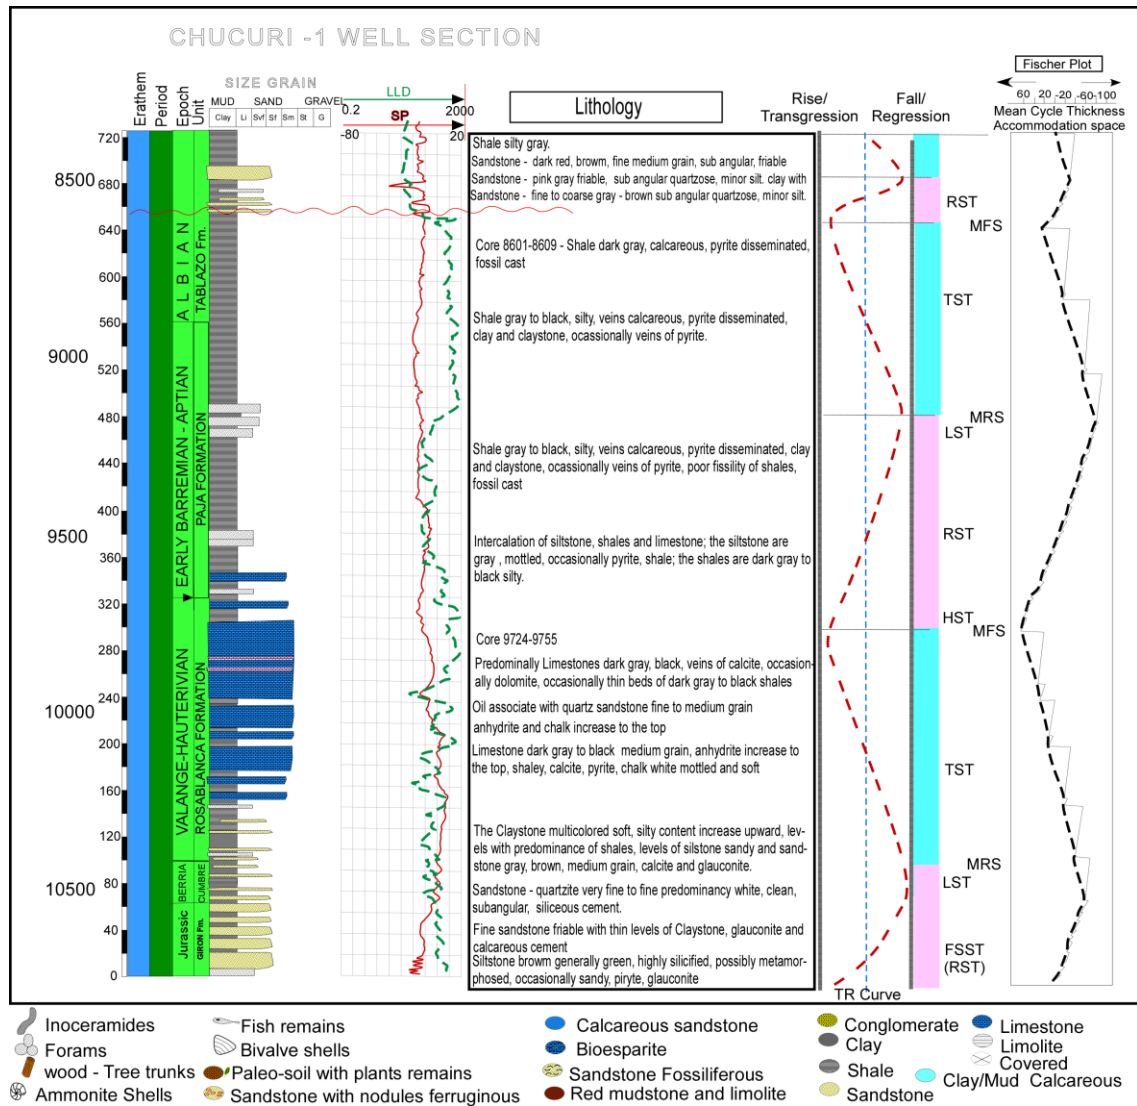 CHUCURI -1 WELL SECTION
Erathem
Period
Epoch
Unit
SIZE GRAIN
MUD SAND GRAVEL
Clay Li Svf Sf Sm St G
LLD
0.2 2000
SP
-80 20
Lithology
Rise/ Fall/
Transgression Regression
Fischer Plot
60 20 -20 -60-100
Mean Cycle Thickness
Accommodation space
720
680
640
600
560
520
480
440
400
360
320
280
240
200
160
120
80
40
0
8500
9000
9500
10000
10500
ALBIAN
TABLAZO Fm.
EARLY BARREMIAN - APTIAN
PAJA FORMATION
VALANGE-HAUTERIVIAN
ROSABLANCA FORMATION
BERRIA
CUMBRE
Jurassic
GIRON Fm.
Shale silty gray.
Sandstone - dark red, brown, fine medium grain, sub angular, friable
Sandstone - pink gray friable, sub angular quartzose, minor silt. clay with
Sandstone - fine to coarse gray - brown sub angular quartzose, minor silt.
Core 8601-8609 - Shale dark gray, calcareous, pyrite disseminated,
fossil cast
Shale gray to black, silty, veins calcareous, pyrite disseminated,
clay and claystone, ocassionally veins of pyrite.
Shale gray to black, silty, veins calcareous, pyrite disseminated, clay
and claystone, ocassionally veins of pyrite, poor fissility of shales,
fossil cast
Intercalation of siltstone, shales and limestone; the siltstone are
gray , mottled, occasionally pyrite, shale; the shales are dark gray to
black silty.
Core 9724-9755
Predominally Limestones dark gray, black, veins of calcite, occasion-
ally dolomite, occasionally thin beds of dark gray to black shales
Oil associate with quartz sandstone fine to medium grain
anhydrite and chalk increase to the top
Limestone dark gray to black medium grain, anhydrite increase to
the top, shaley, calcite, pyrite, chalk white mottled and soft
The Claystone multicolored soft, silty content increase upward, lev-
els with predominance of shales, levels of silstone sandy and sand-
stone gray, brown, medium grain, calcite and glauconite.
Sandstone - quartzite very fine to fine predominancy white, clean,
subangular, siliceous cement.
Fine sandstone friable with thin levels of Claystone, glauconite and
calcareous cement
Siltstone brown generally green, highly silicified, possibly metamor-
phosed, occasionally sandy, piryte, glauconite
TR Curve
RST
MFS
TST
MRS
LST
RST
HST
MFS
TST
MRS
LST
FSST
(RST)
Inoceramides
Forams
wood - Tree trunks
Ammonite Shells
Fish remains
Bivalve shells
Paleo-soil with plants remains
Sandstone with nodules ferruginous
Calcareous sandstone
Bioesparite
Sandstone Fossiliferous
Red mudstone and limolite
Conglomerate
Clay
Shale
Sandstone
Limestone
Limolite
Covered
Clay/Mud Calcareous